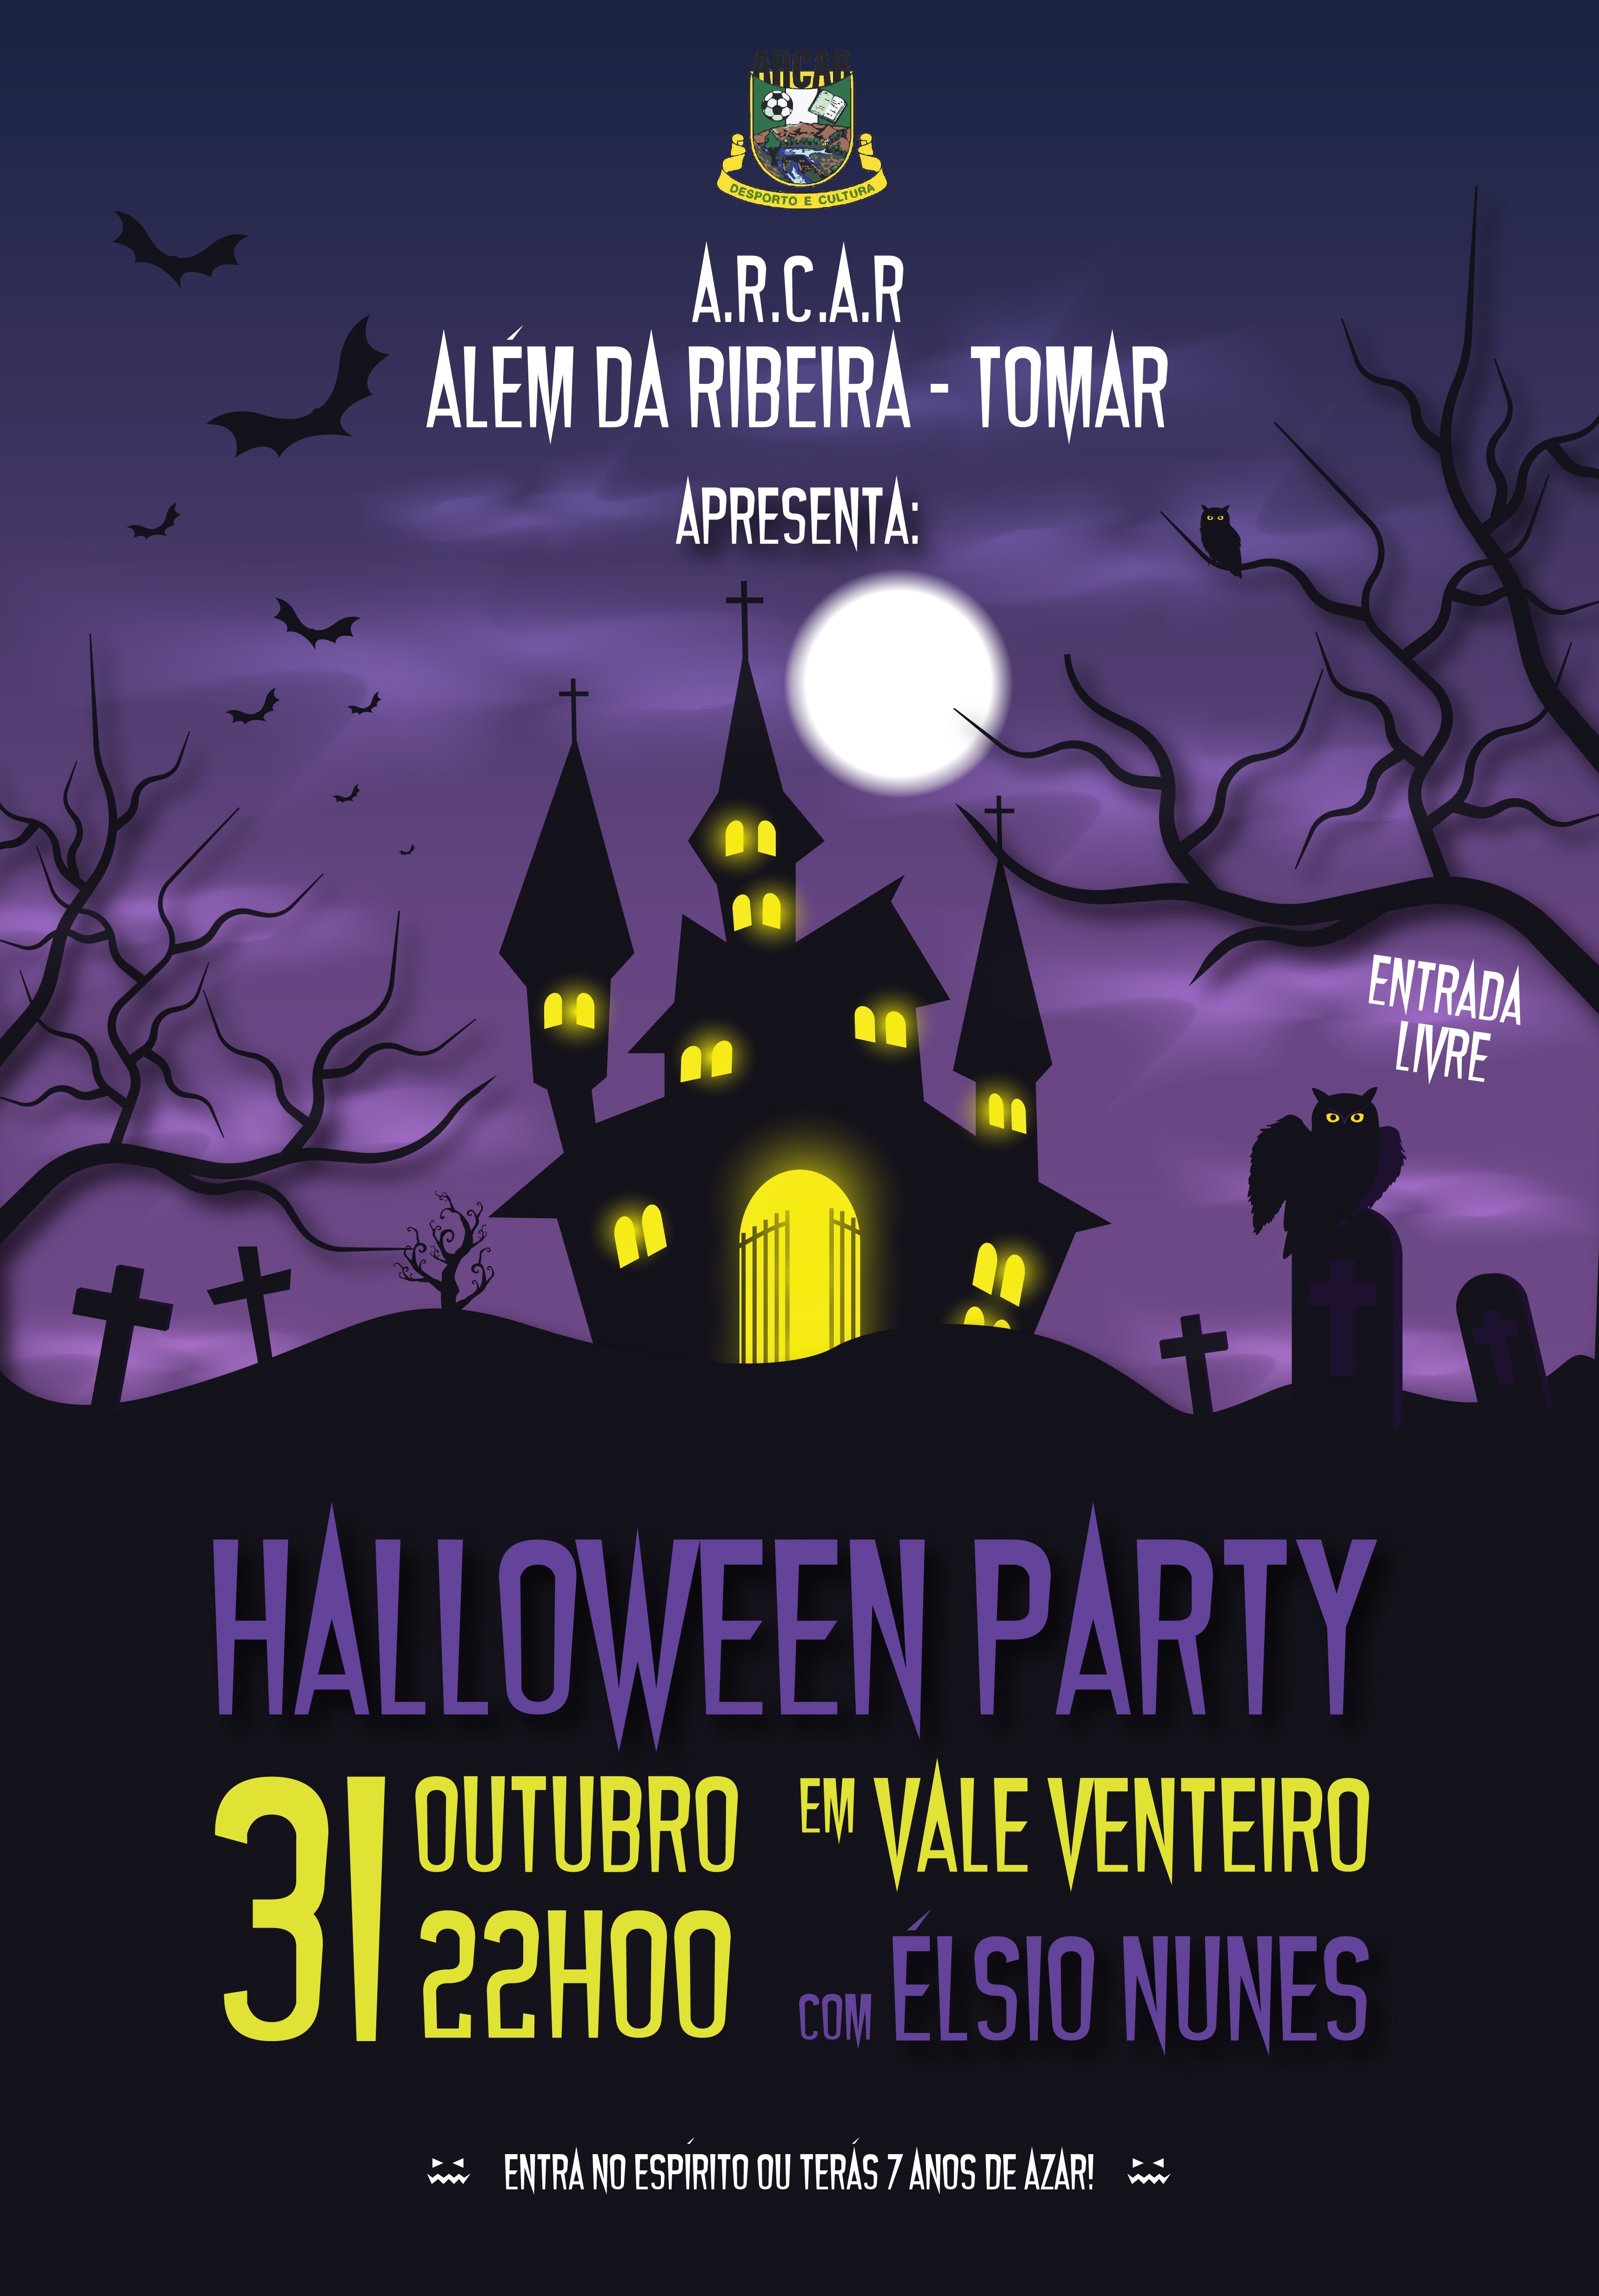 ARCAR
DESPORTO E CULTURA
A.R.C.A.R
ALÉM DA RIBEIRA - TOMAR
APRESENTA:
ENTRADA
LIVRE
HALLOWEEN PARTY
31 OUTUBRO
22H00
EM VALE VENTEIRO
COM ÉLSIO NUNES
ENTRA NO ESPÍRITO OU TERÁS 7 ANOS DE AZAR!